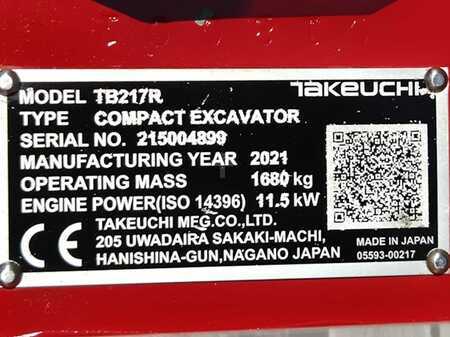 MODEL TB217R TAKEUCHI
TYPE COMPACT EXCAVATOR
SERIAL NO. 215004899
MANUFACTURING YEAR 2021
OPERATING MASS 1680 kg
ENGINE POWER(ISO 14396) 11.5 kW
CE
TAKEUCHI MFG.CO.,LTD.
205 UWADAIRA SAKAKI-MACHI,
HANISHINA-GUN,NAGANO JAPAN
MADE IN JAPAN
05593-00217